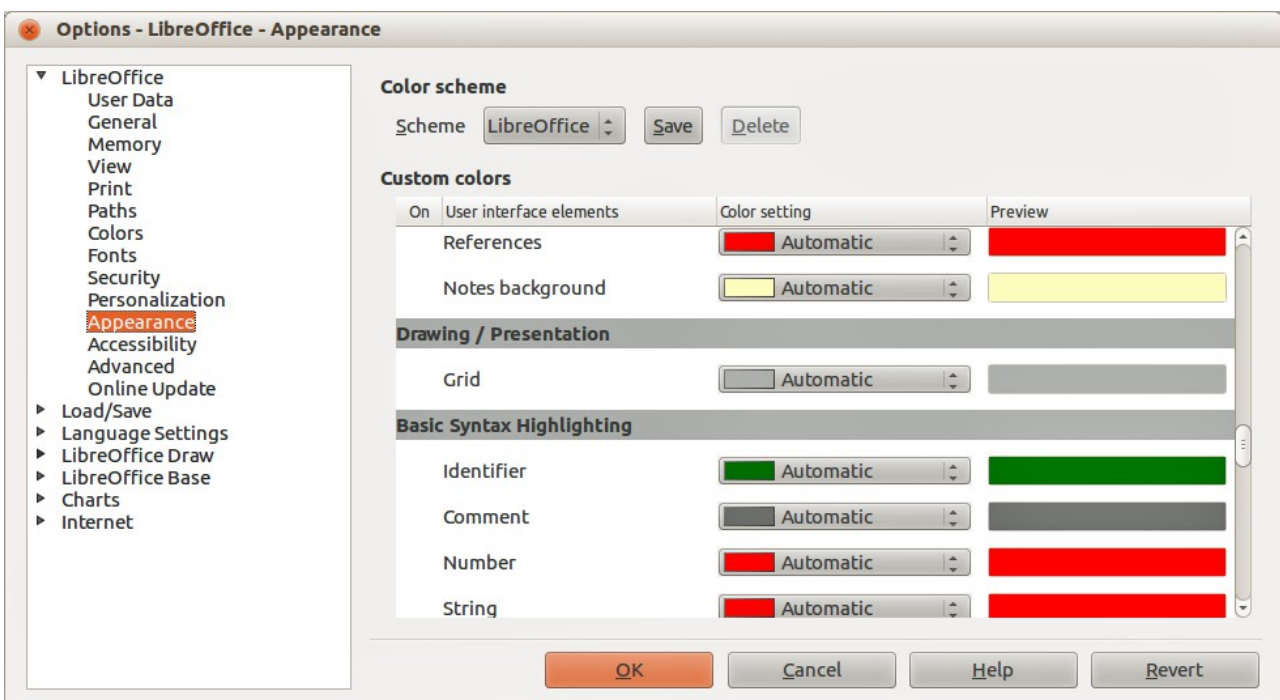 Options - LibreOffice - Appearance
LibreOffice
User Data
General
Memory
View
Print
Paths
Colors
Fonts
Security
Personalization
Appearance
Accessibility
Advanced
Online Update
Load/Save
Language Settings
LibreOffice Draw
LibreOffice Base
Charts
Internet
Color scheme
Scheme LibreOffice Save Delete
Custom colors
On User interface elements Color setting Preview
References Automatic
Notes background Automatic
Drawing / Presentation
Grid Automatic
Basic Syntax Highlighting
Identifier Automatic
Comment Automatic
Number Automatic
String Automatic
OK Cancel Help Revert